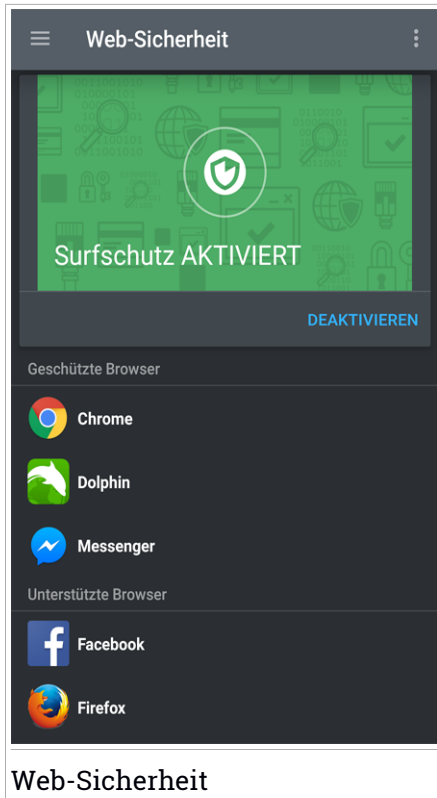 Web-Sicherheit
Surfschutz AKTIVIERT
DEAKTIVIEREN
Geschützte Browser
Chrome
Dolphin
Messenger
Unterstützte Browser
Facebook
Firefox
Web-Sicherheit